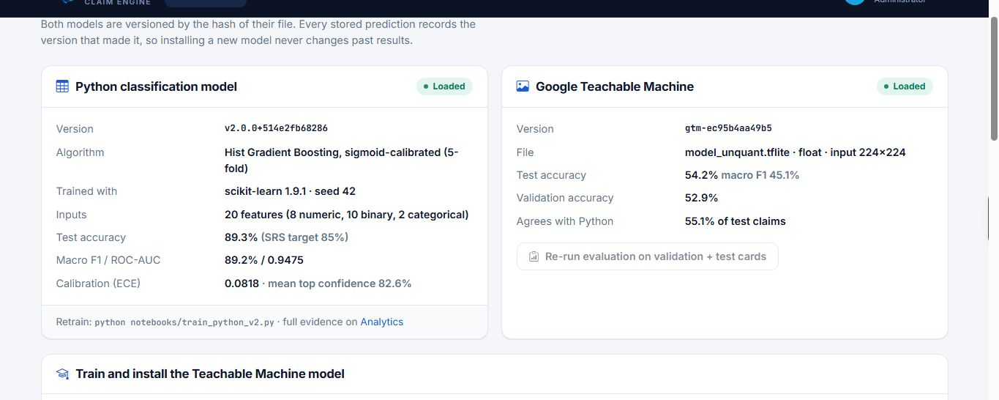 CLAIM ENGINE
Administrator
Both models are versioned by the hash of their file. Every stored prediction records the
version that made it, so installing a new model never changes past results.
Python classification model
Loaded
Version v2.0.0+514e2fb68286
Algorithm Hist Gradient Boosting, sigmoid-calibrated (5-
fold)
Trained with scikit-learn 1.9.1 · seed 42
Inputs 20 features (8 numeric, 10 binary, 2 categorical)
Test accuracy 89.3% (SRS target 85%)
Macro F1 / ROC-AUC 89.2% / 0.9475
Calibration (ECE) 0.0818 · mean top confidence 82.6%
Retrain: python notebooks/train_python_v2.py · full evidence on Analytics
Google Teachable Machine
Loaded
Version gtm-ec95b4aa49b5
File model_unquant.tflite · float · input 224×224
Test accuracy 54.2% macro F1 45.1%
Validation accuracy 52.9%
Agrees with Python 55.1% of test claims
Re-run evaluation on validation + test cards
Train and install the Teachable Machine model